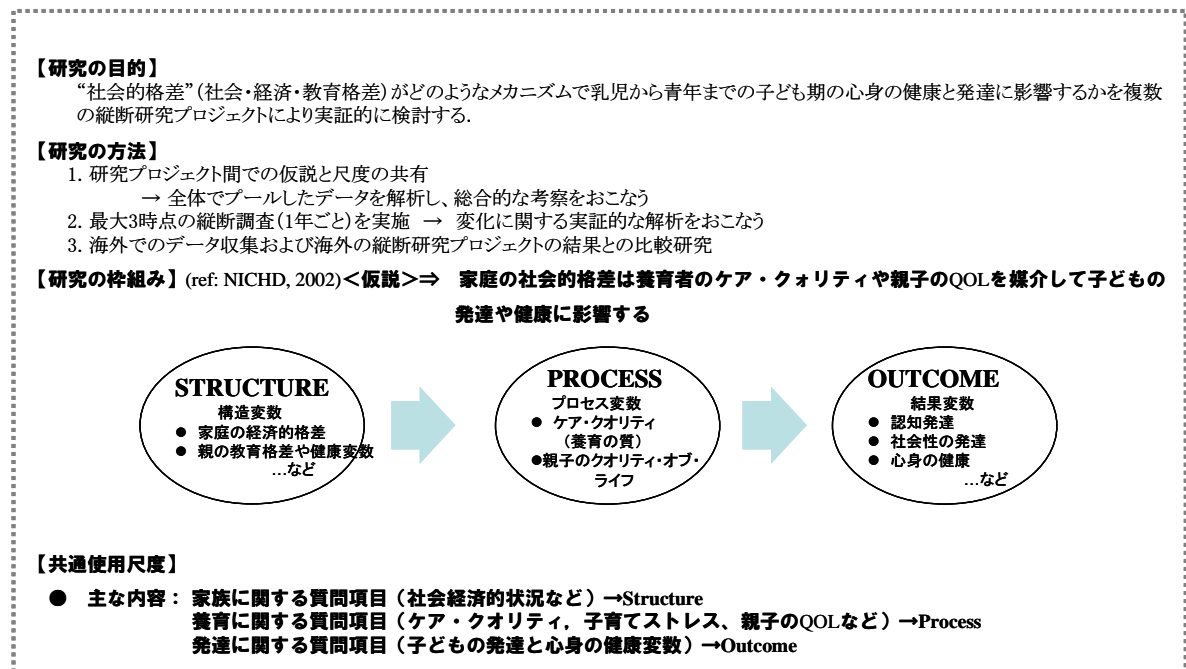 【研究の目的】
“社会的格差”(社会・経済・教育格差)がどのようなメカニズムで乳児から青年までの子ども期の心身の健康と発達に影響するかを複数
の縦断研究プロジェクトにより実証的に検討する.
【研究の方法】
1. 研究プロジェクト間での仮説と尺度の共有
→ 全体でプールしたデータを解析し、総合的な考察をおこなう
2. 最大3時点の縦断調査(1年ごと)を実施 → 変化に関する実証的な解析をおこなう
3. 海外でのデータ収集および海外の縦断研究プロジェクトの結果との比較研究
【研究の枠組み】(ref: NICHD, 2002)<仮説>⇒ 家庭の社会的格差は養育者のケア・クォリティや親子のQOLを媒介して子どもの
発達や健康に影響する
STRUCTURE
構造変数
● 家庭の経済的格差
● 親の教育格差や健康変数
…など
PROCESS
プロセス変数
● ケア・クオリティ
(養育の質)
●親子のクオリティ・オブ・
ライフ
OUTCOME
結果変数
● 認知発達
● 社会性の発達
● 心身の健康
…など
【共通使用尺度】
● 主な内容: 家族に関する質問項目(社会経済的状況など)→Structure
養育に関する質問項目(ケア・クオリティ, 子育てストレス、親子のQOLなど)→Process
発達に関する質問項目(子どもの発達と心身の健康変数)→Outcome